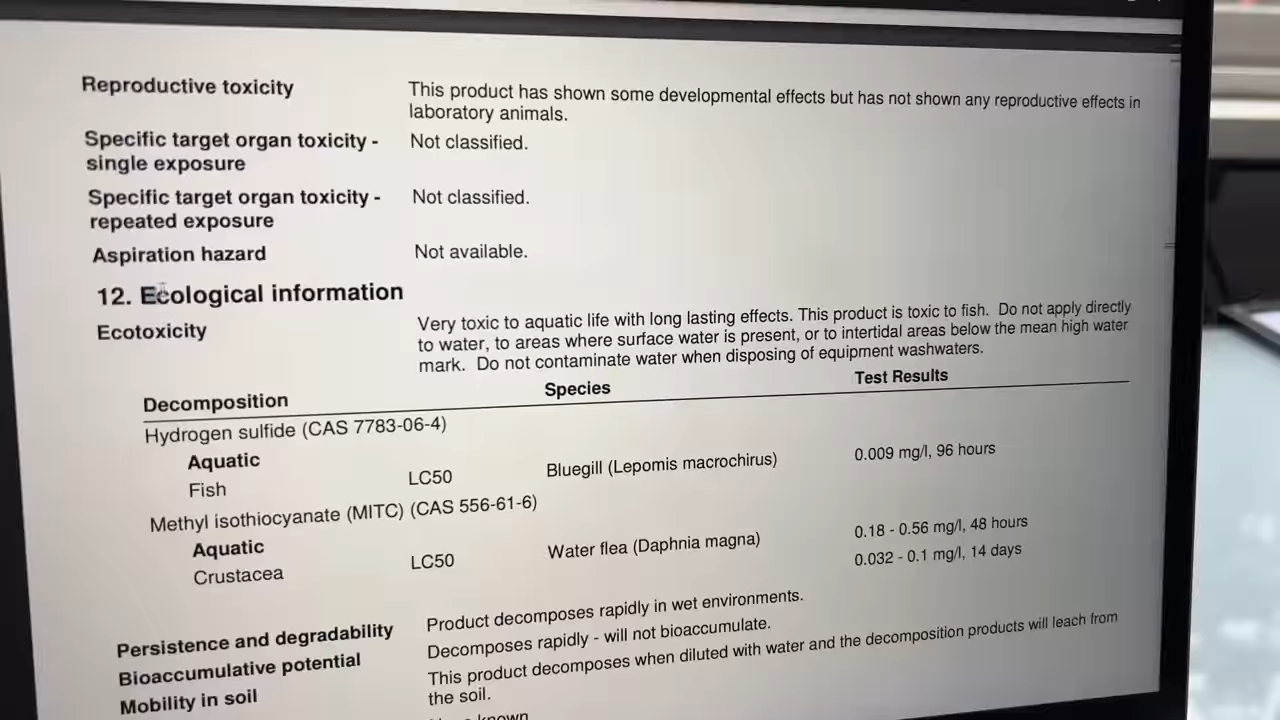 Reproductive toxicity
This product has shown some developmental effects but has not shown any reproductive effects in
laboratory animals.
Specific target organ toxicity -
single exposure
Not classified.
Specific target organ toxicity -
repeated exposure
Not classified.
Aspiration hazard
Not available.
12. Ecological information
Ecotoxicity
Very toxic to aquatic life with long lasting effects. This product is toxic to fish. Do not apply directly
to water, to areas where surface water is present, or to intertidal areas below the mean high water
mark. Do not contaminate water when disposing of equipment washwaters.
Decomposition Species Test Results
Hydrogen sulfide (CAS 7783-06-4)
Aquatic
Fish LC50 Bluegill (Lepomis macrochirus) 0.009 mg/l, 96 hours
Methyl isothiocyanate (MITC) (CAS 556-61-6)
Aquatic
Crustacea LC50 Water flea (Daphnia magna) 0.18 - 0.56 mg/l, 48 hours
0.032 - 0.1 mg/l, 14 days
Persistence and degradability Product decomposes rapidly in wet environments.
Bioaccumulative potential Decomposes rapidly - will not bioaccumulate.
Mobility in soil This product decomposes when diluted with water and the decomposition products will leach from
the soil.
known